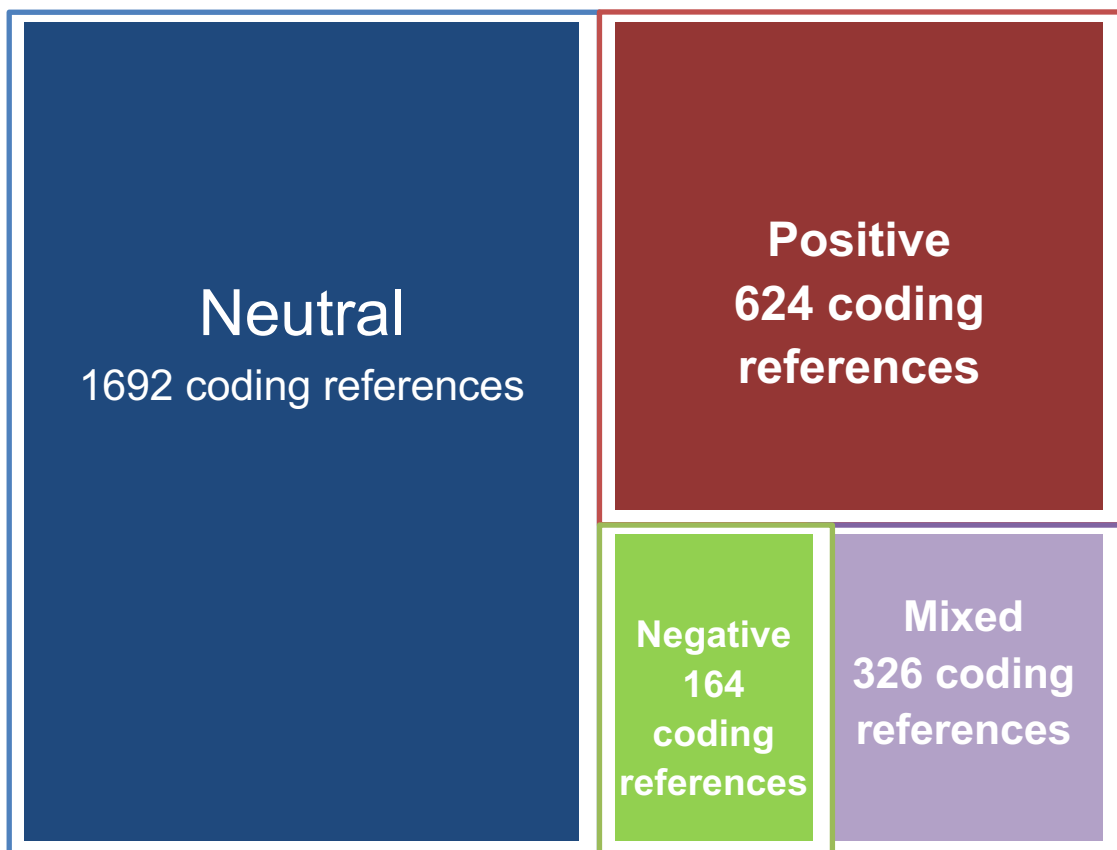 Neutral
1692 coding references
Positive
624 coding
references
Negative
164
coding
references
Mixed
326 coding
references